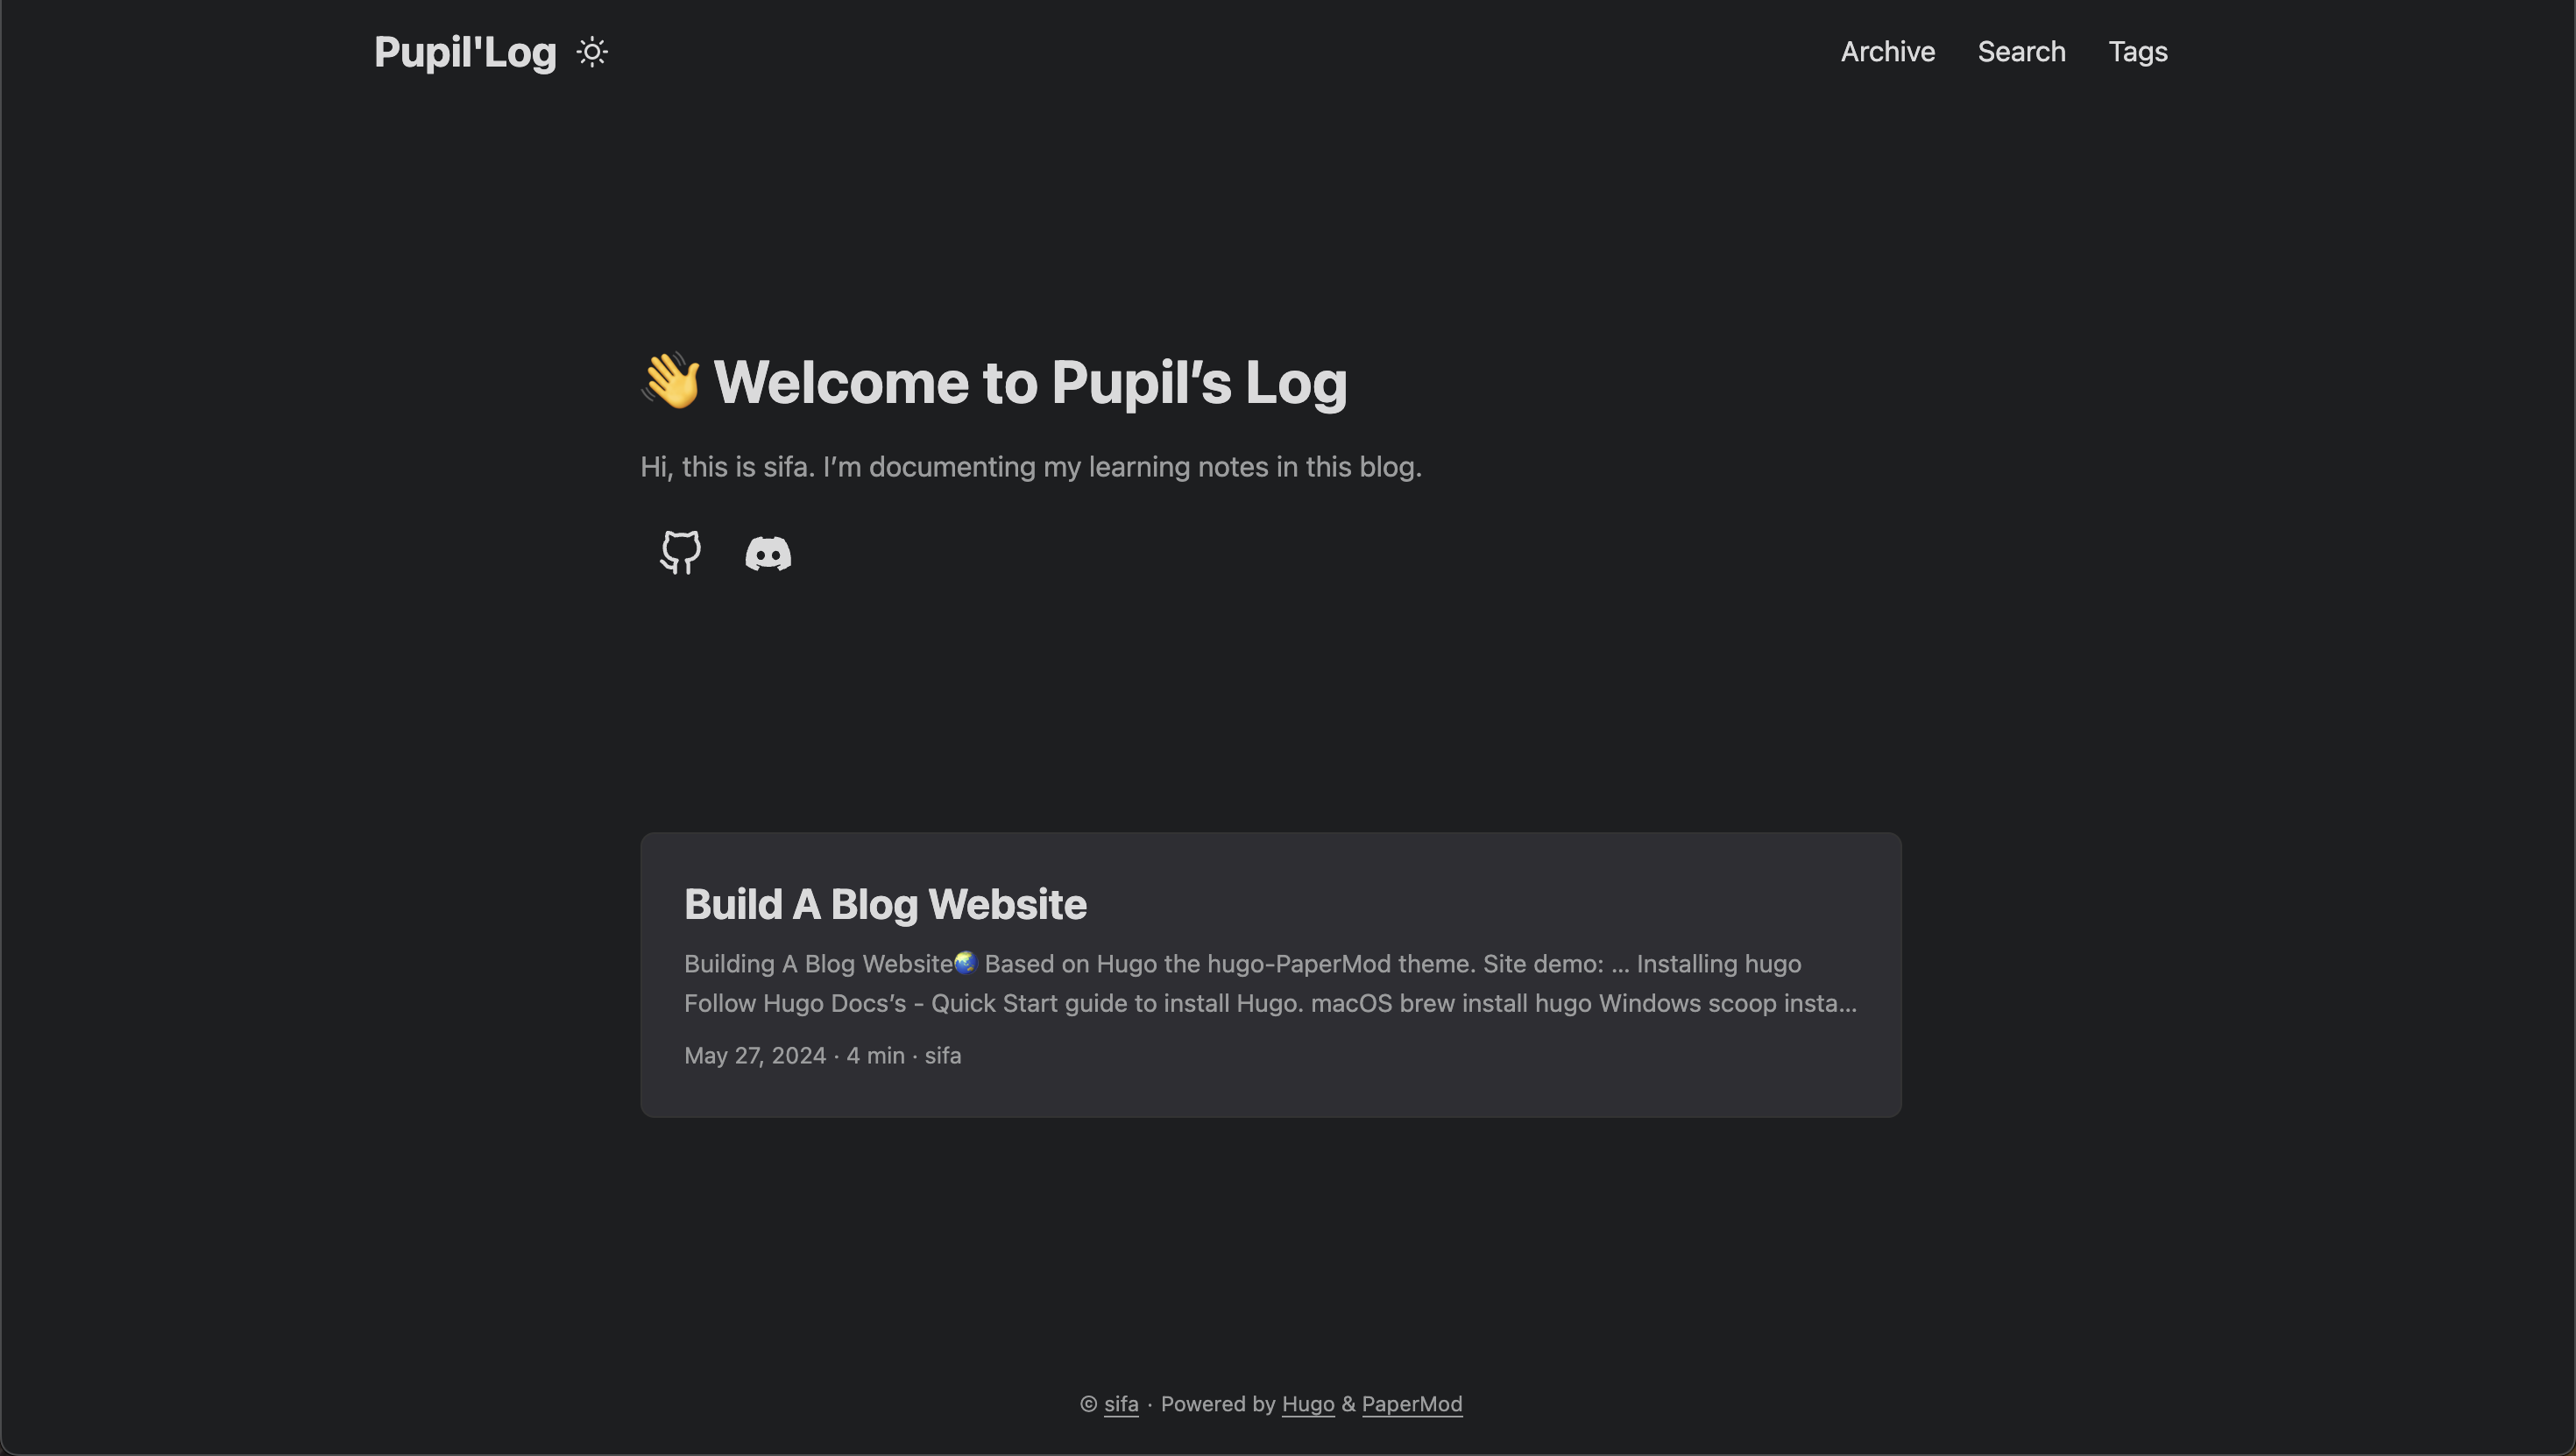 Pupil'Log
Archive Search Tags
👋 Welcome to Pupil’s Log
Hi, this is sifa. I’m documenting my learning notes in this blog.
Build A Blog Website
Building A Blog Website🌏 Based on Hugo the hugo-PaperMod theme. Site demo: ... Installing hugo
Follow Hugo Docs’s - Quick Start guide to install Hugo. macOS brew install hugo Windows scoop insta...
May 27, 2024 · 4 min · sifa
© sifa · Powered by Hugo & PaperMod